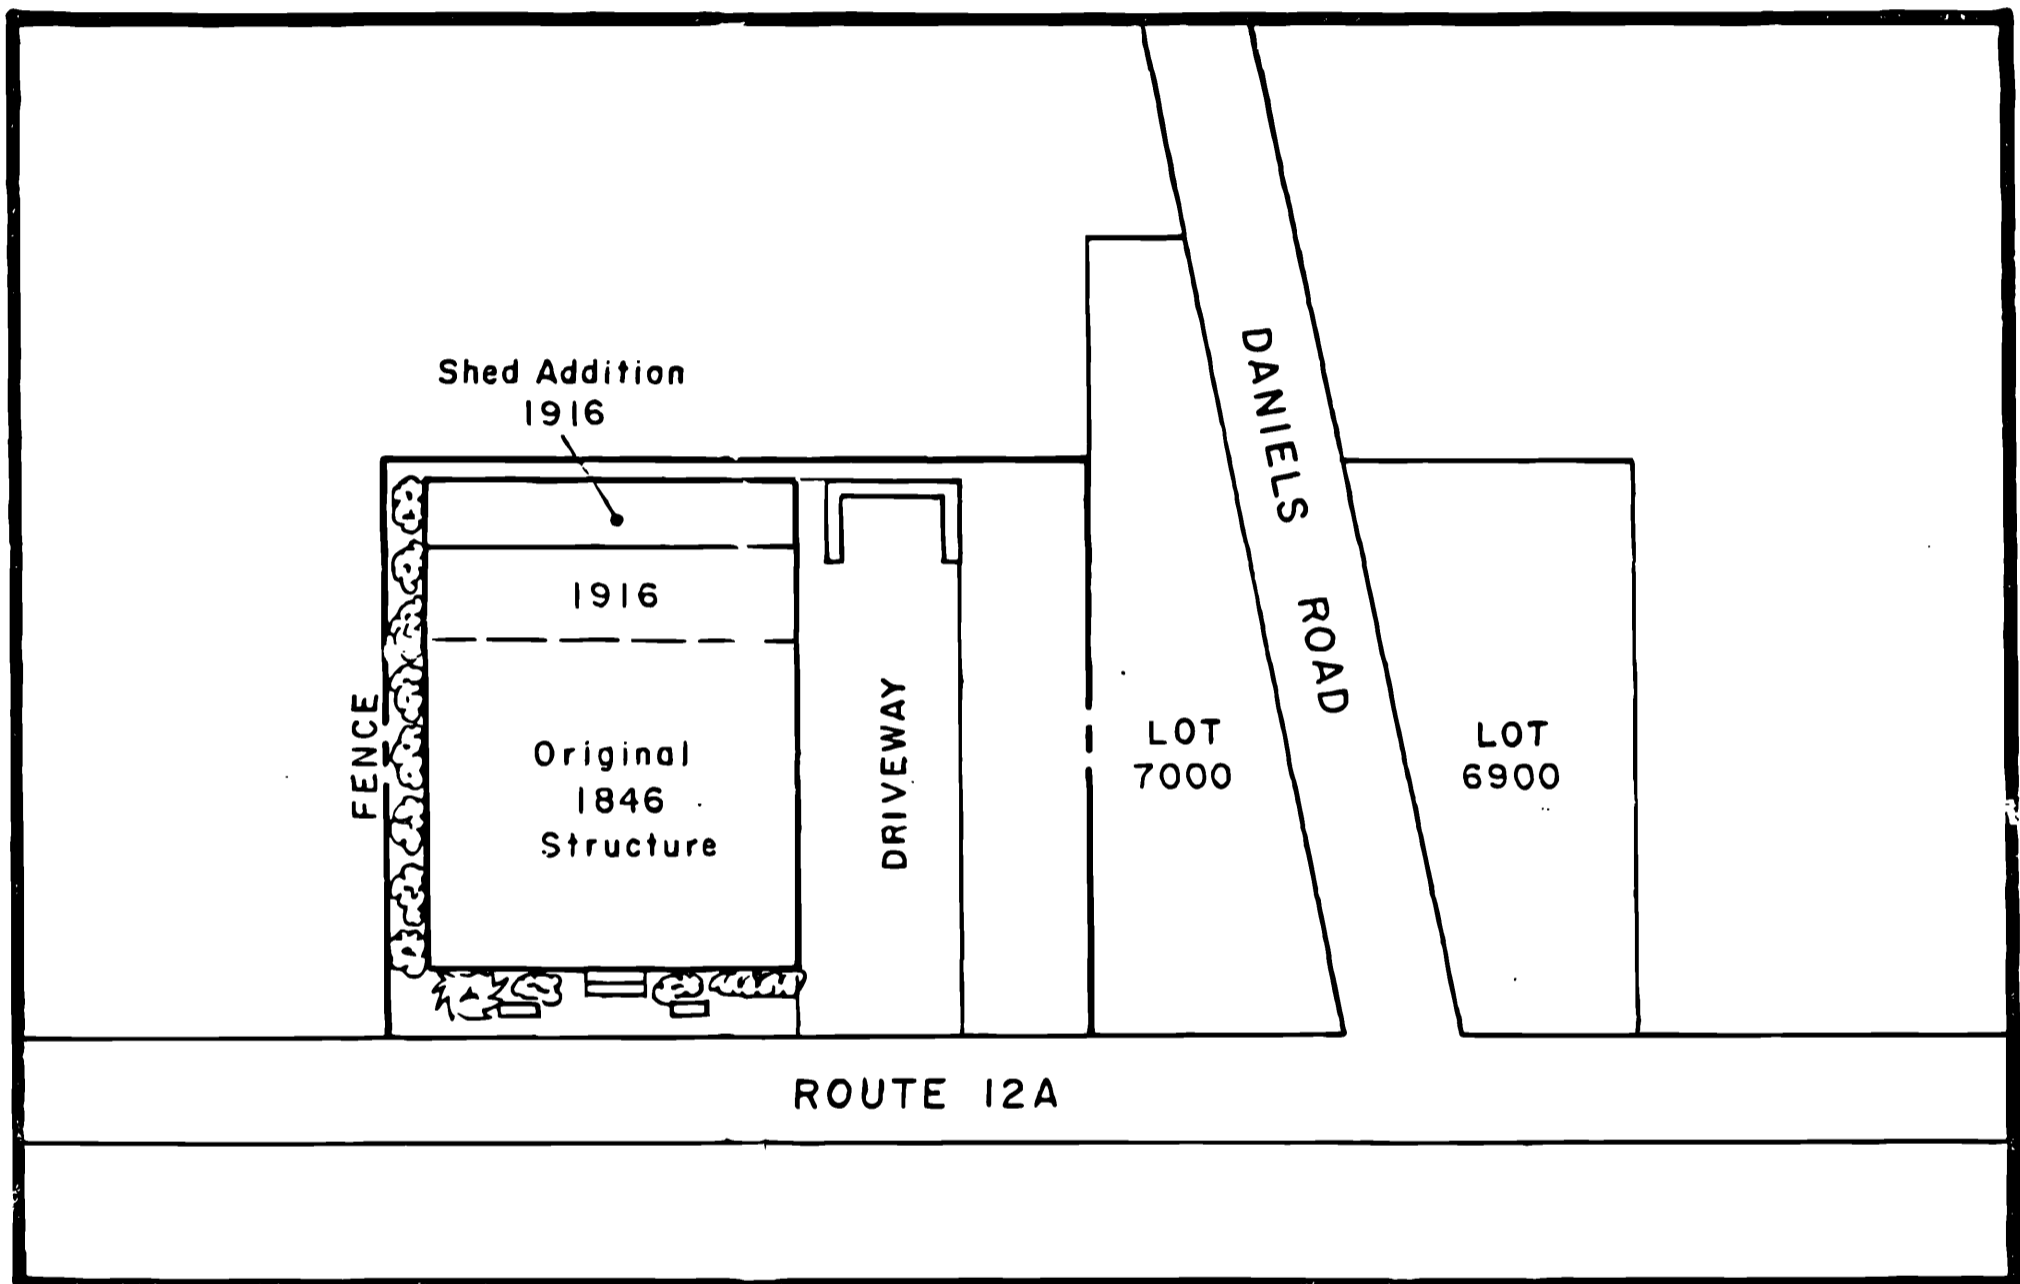 Shed Addition
1916
1916
Original
1846
Structure
FENCE
DRIVEWAY
DANIELS ROAD
LOT
7000
LOT
6900
ROUTE 12A